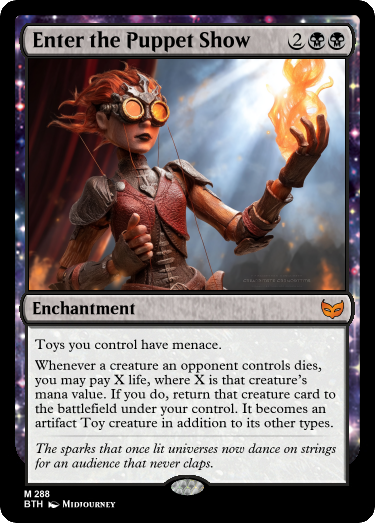 Enter the Puppet Show 2
Enchantment
Toys you control have menace.
Whenever a creature an opponent controls dies,
you may pay X life, where X is that creature's
mana value. If you do, return that creature card to
the battlefield under your control. It becomes an
artifact Toy creature in addition to its other types.
The sparks that once lit universes now dance on strings
for an audience that never claps.
M 288
BTH Midjourney